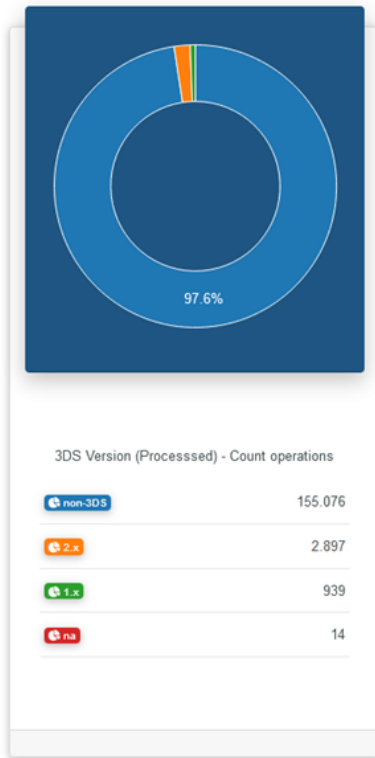 97.6%
3DS Version (Processsed) - Count operations
non-3DS 155.076
2.x 2.897
1.x 939
na 14